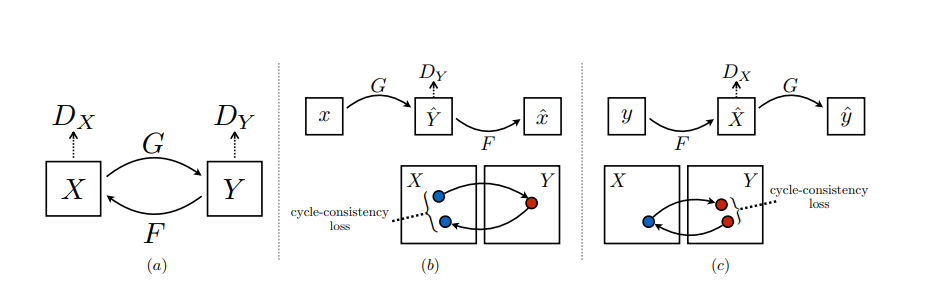 D_X
D_Y
G
X
Y
F
(a)
D_Y
G
x
Ŷ
x̂
F
X
Y
cycle-consistency
loss
(b)
D_X
G
y
X̂
ŷ
F
X
Y
cycle-consistency
loss
(c)